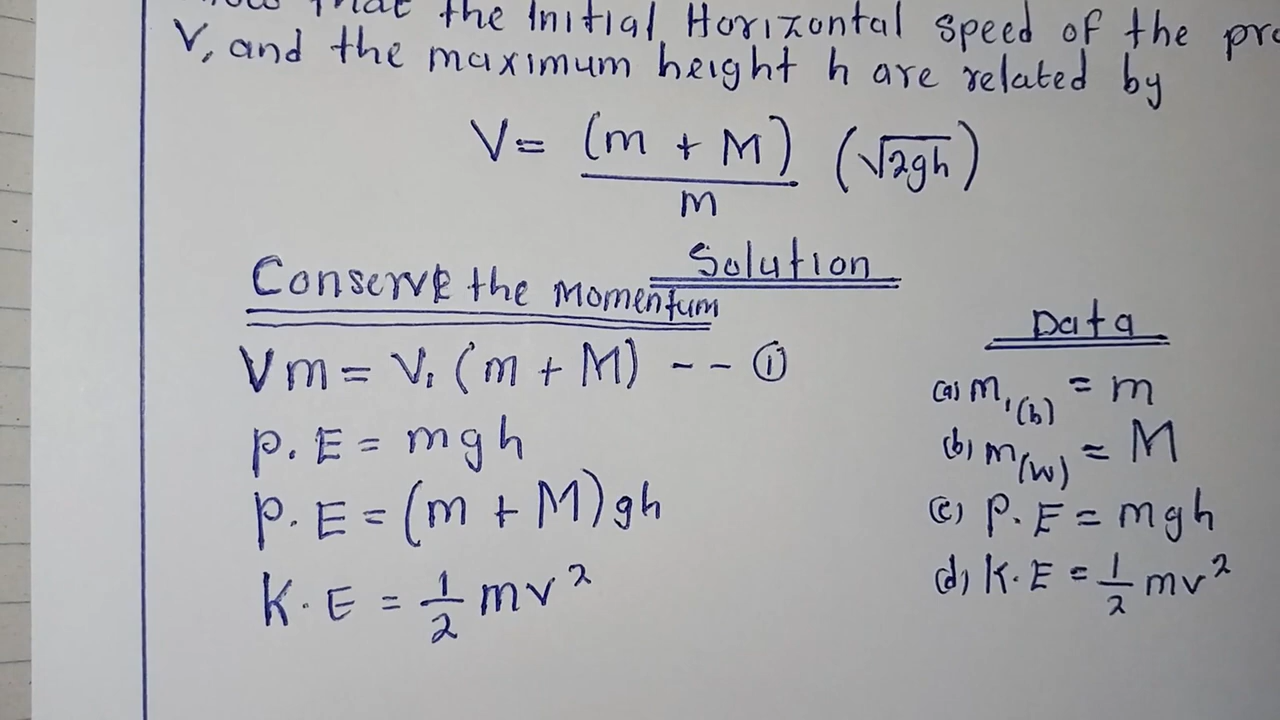 that the Initial Horizontal speed of the
V, and the maximum height h are related by
V = (m + M) / m (√2gh)
Solution
Conserve the momentum
Vm = V₁ (m + M) -- ①
P.E = mgh
P.E = (m + M)gh
K.E = 1/2 mv²
Data
(a) m₁(b) = m
(b) m(w) = M
(c) P.E = mgh
(d) K.E = 1/2 mv²